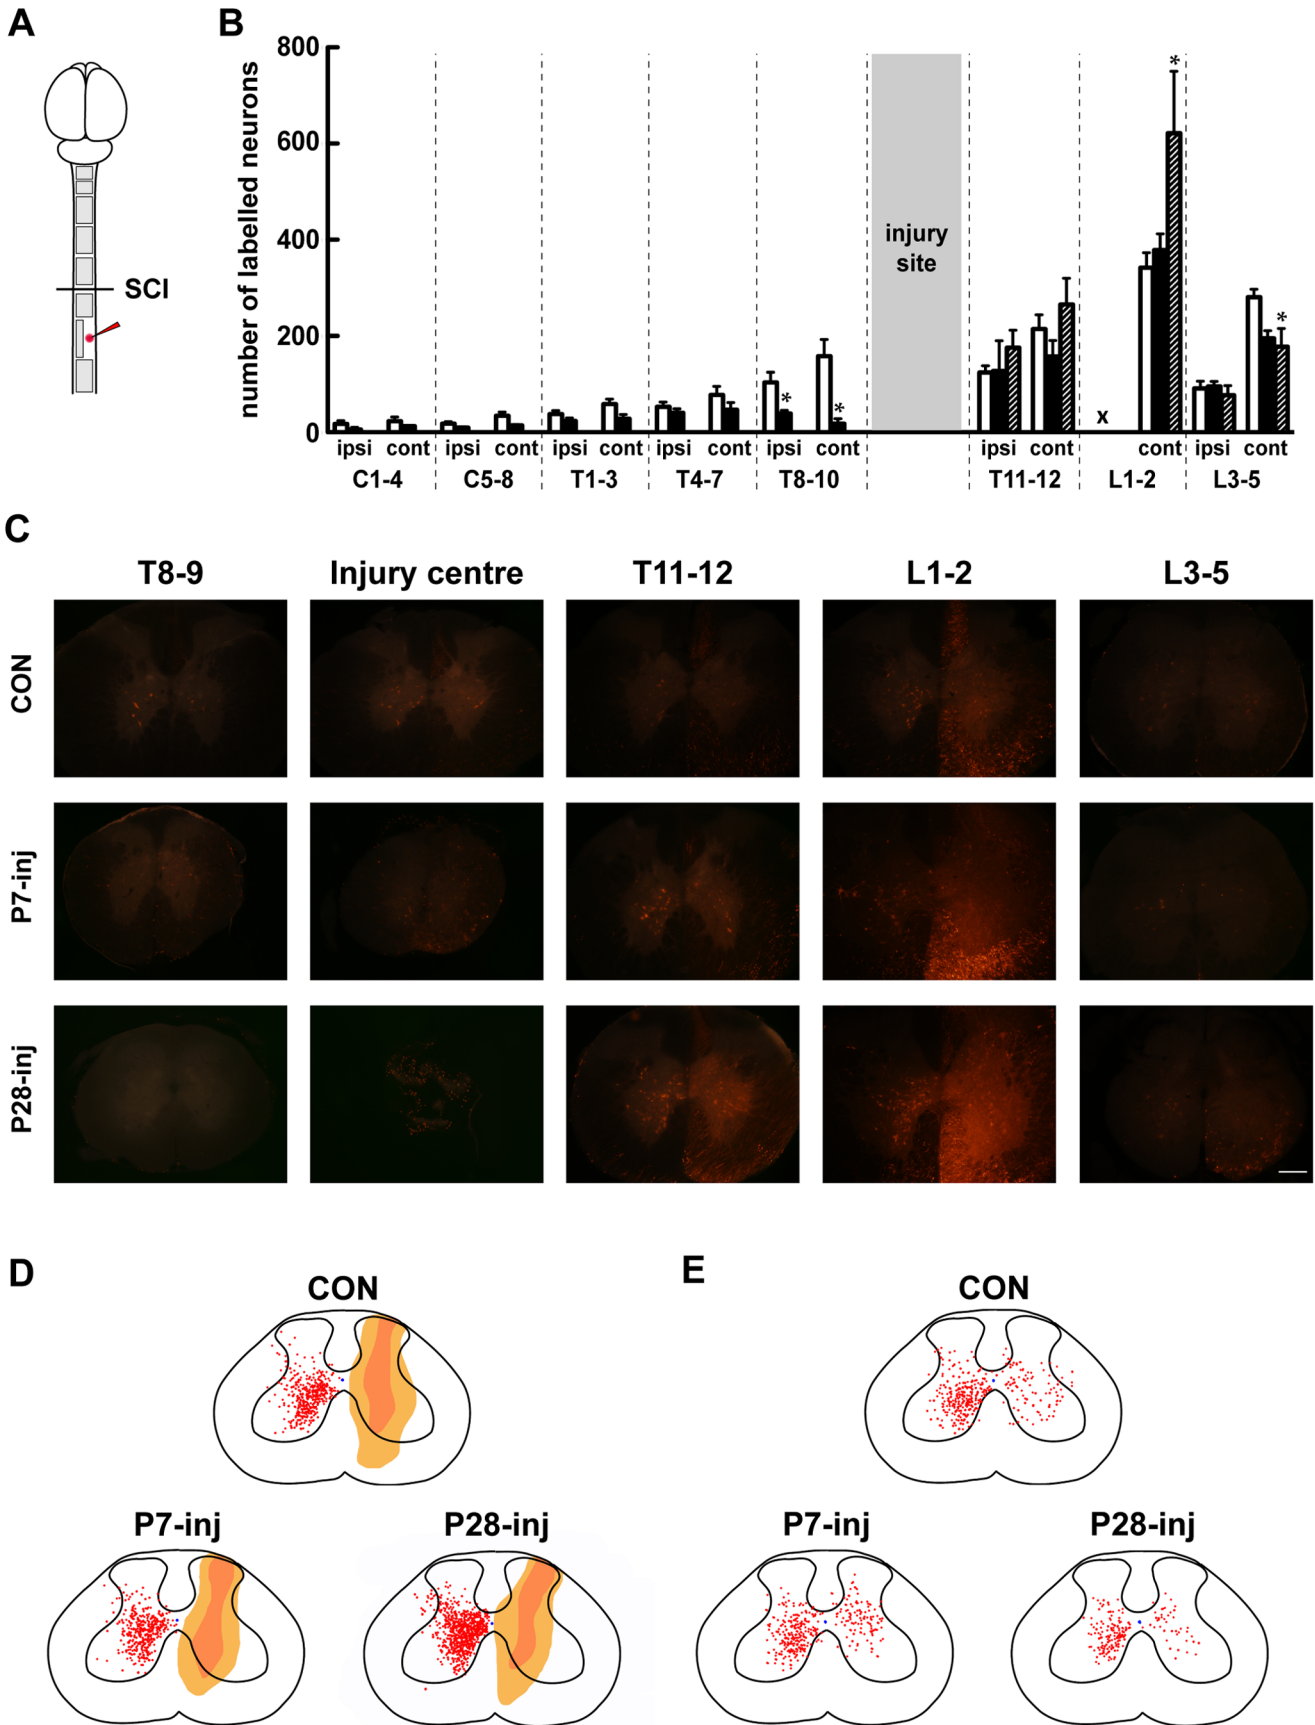 A
B
SCI
number of labelled neurons
800
600
400
200
0
injury
site
*
*
*
*
x
ipsi cont ipsi cont ipsi cont ipsi cont ipsi cont ipsi cont cont ipsi cont
C1-4 C5-8 T1-3 T4-7 T8-10 T11-12 L1-2 L3-5
C
T8-9 Injury centre T11-12 L1-2 L3-5
CON
P7-inj
P28-inj
D
E
CON CON
P7-inj P28-inj P7-inj P28-inj